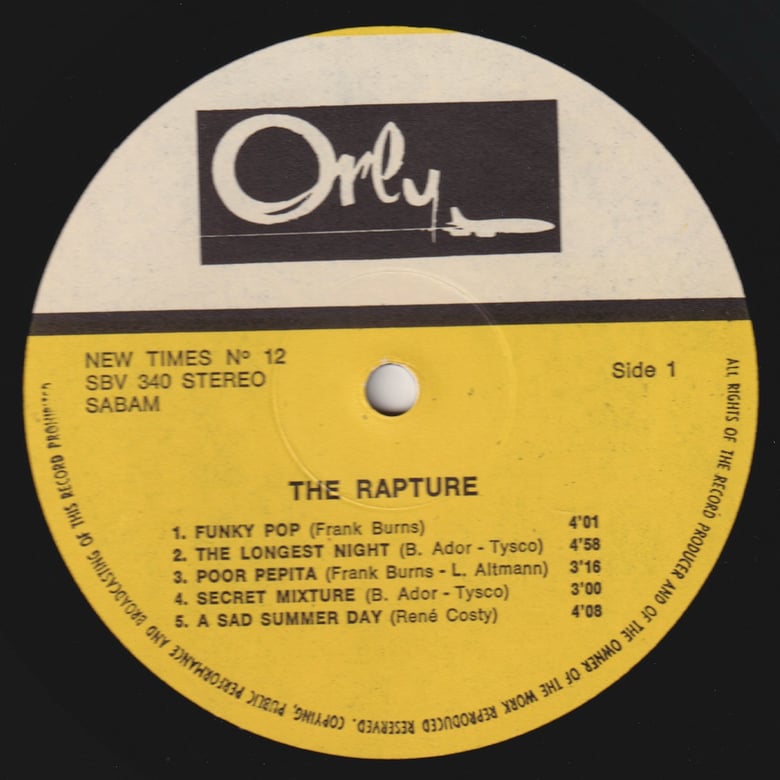 Orly
NEW TIMES Nº 12
SBV 340 STEREO
SABAM
Side 1
THE RAPTURE
1. FUNKY POP (Frank Burns) 4'01
2. THE LONGEST NIGHT (B. Ador - Tysco) 4'58
3. POOR PEPITA (Frank Burns - L. Altmann) 3'16
4. SECRET MIXTURE (B. Ador - Tysco) 3'00
5. A SAD SUMMER DAY (René Costy) 4'08
ALL RIGHTS OF THE RECORD PRODUCER AND OF THE OWNER OF THE WORK REPRODUCED RESERVED. COPYING, PUBLIC PERFORMANCE AND BROADCASTING OF THIS RECORD PROHIBITED